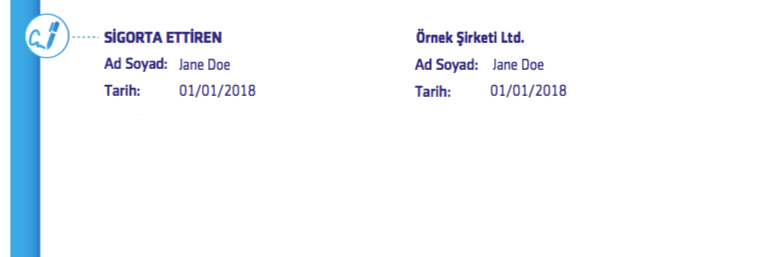 SİGORTA ETTİREN
Ad Soyad: Jane Doe
Tarih: 01/01/2018
Örnek Şirketi Ltd.
Ad Soyad: Jane Doe
Tarih: 01/01/2018